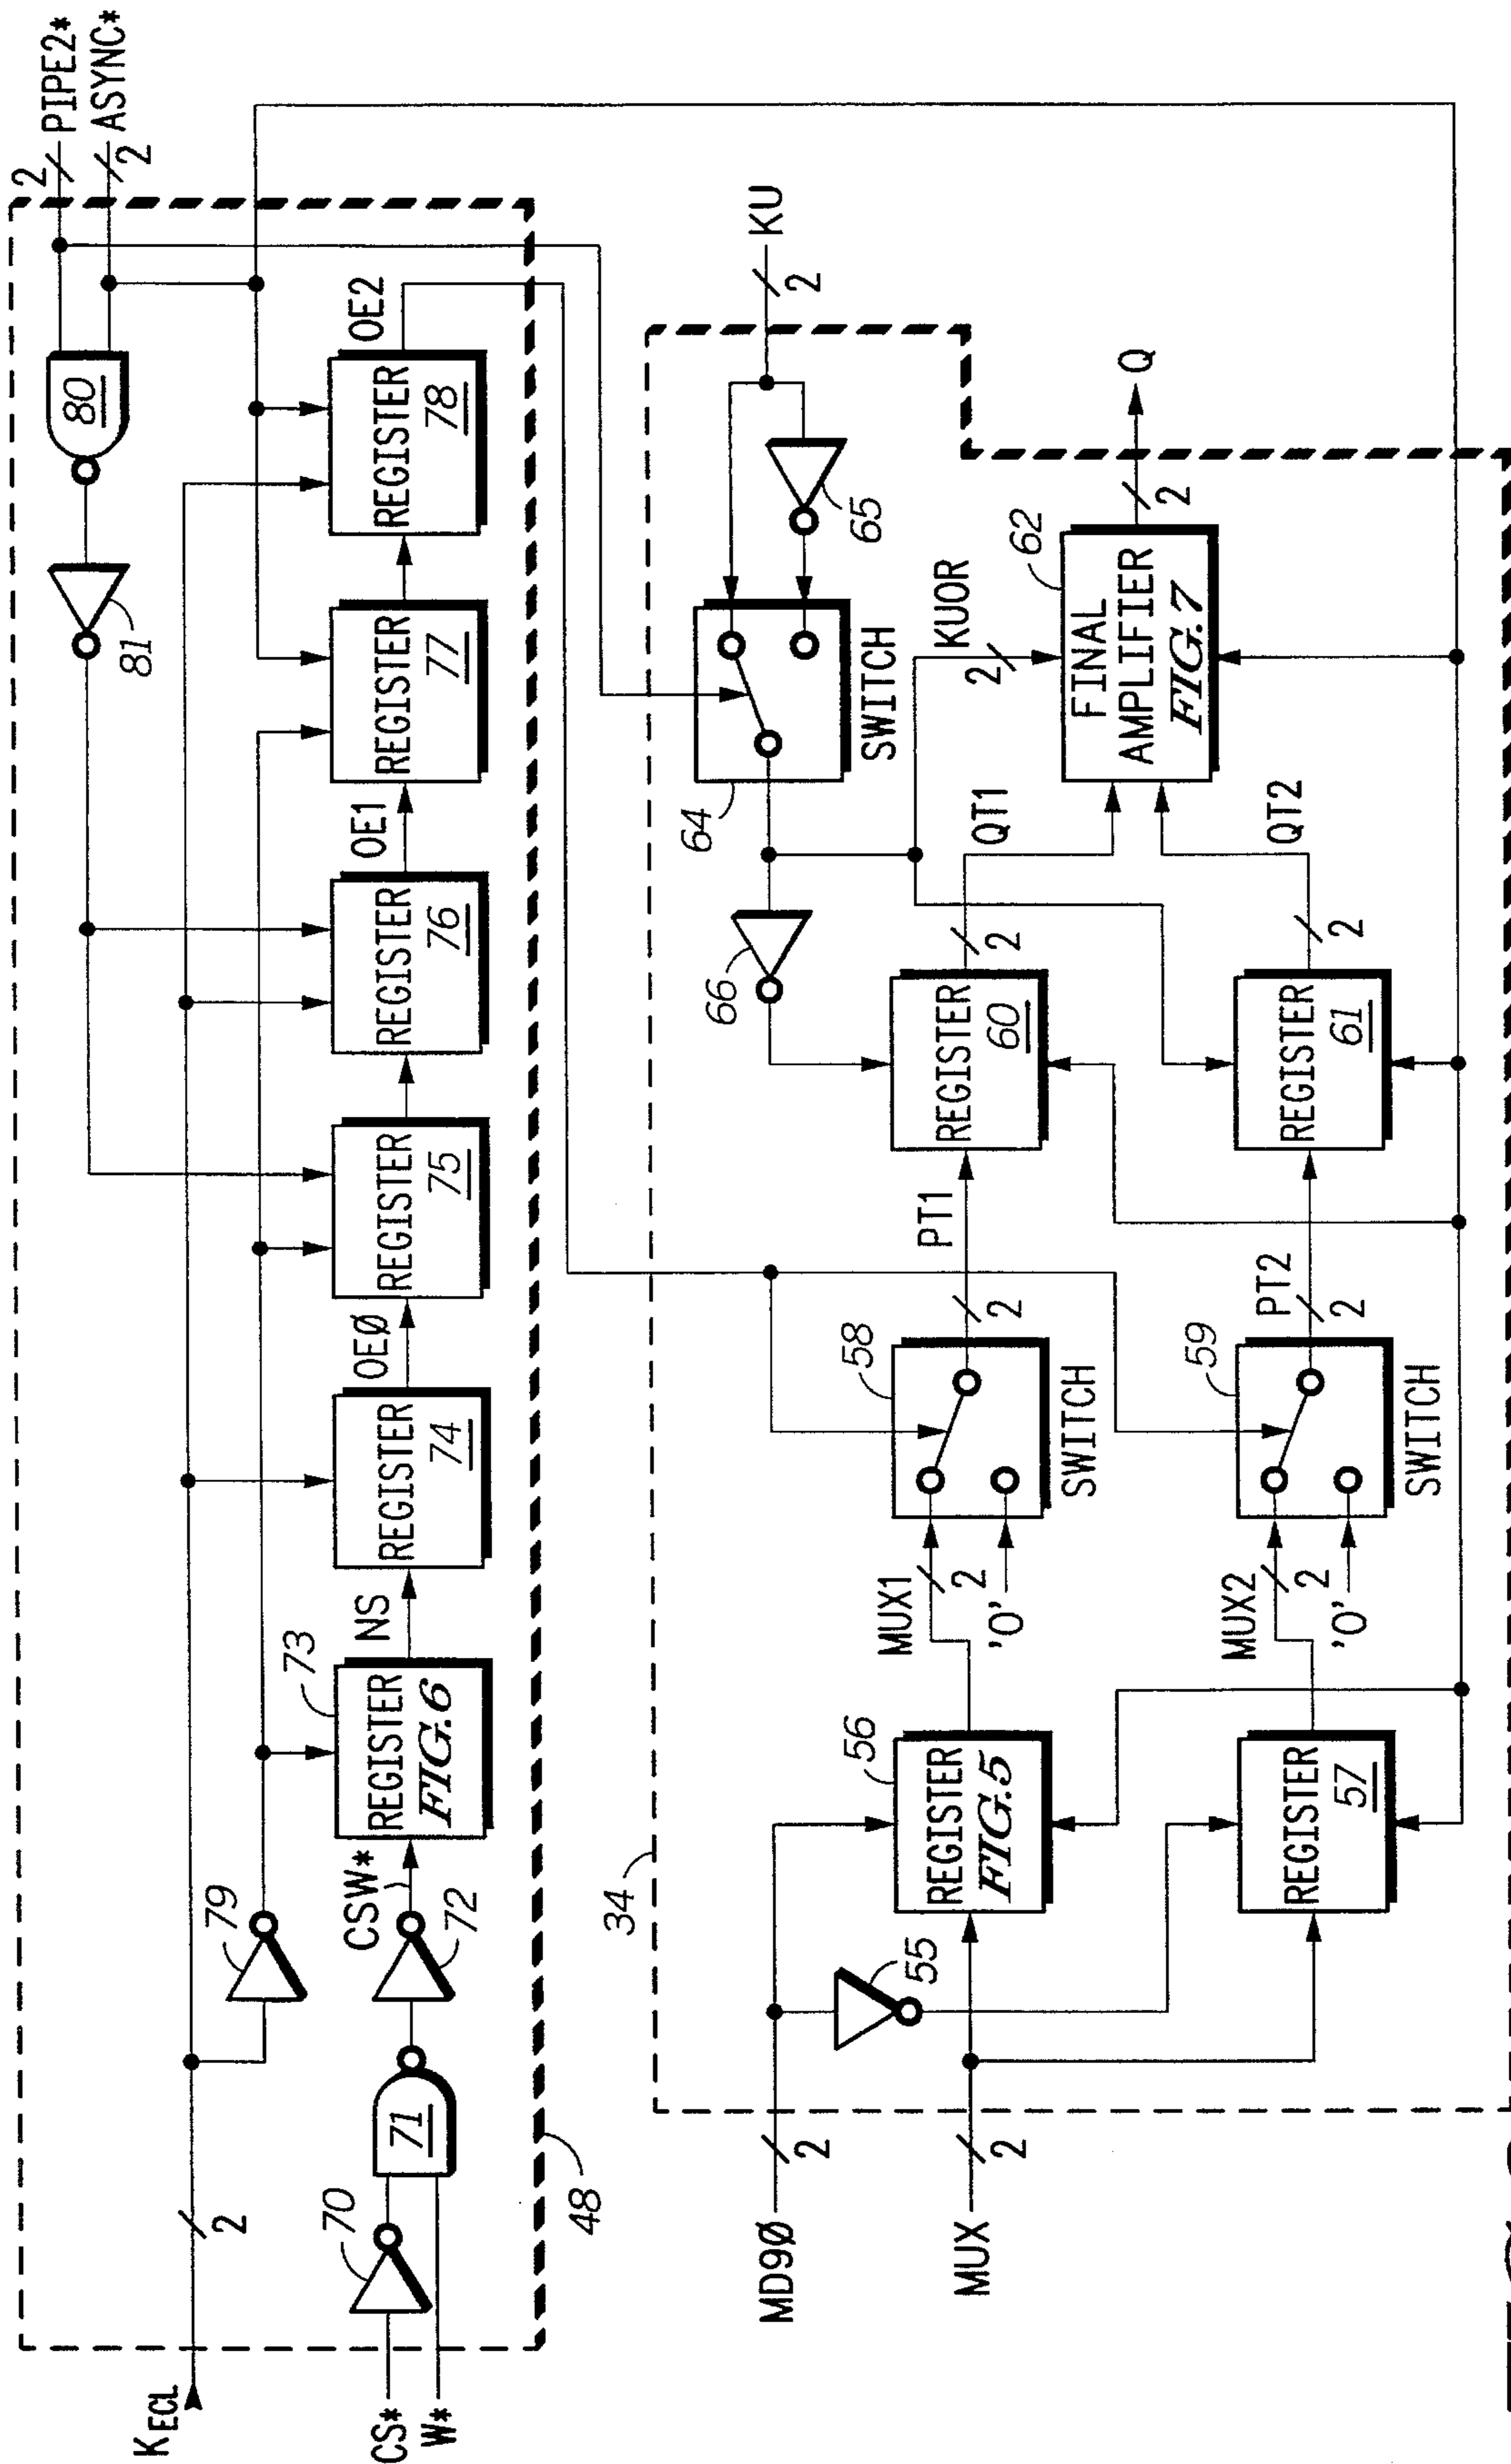 K_ECL
2
CS*
W*
70
71
72
CSW*
79
73
REGISTER
FIG.6
NS
REGISTER
74
OEØ
REGISTER
75
REGISTER
76
OE1
REGISTER
77
REGISTER
78
OE2
81
80
2
PIPE2*
ASYNC*
2
48
34
MD9Ø
2
MUX
2
55
56
REGISTER
FIG.5
REGISTER
57
MUX1
2
'0'
MUX2
2
'0'
58
SWITCH
59
SWITCH
PT1
2
PT2
2
REGISTER
60
REGISTER
61
66
64
SWITCH
65
KU
2
QT1
2
QT2
2
KUOR
2
62
FINAL
AMPLIFIER
FIG.7
2
Q